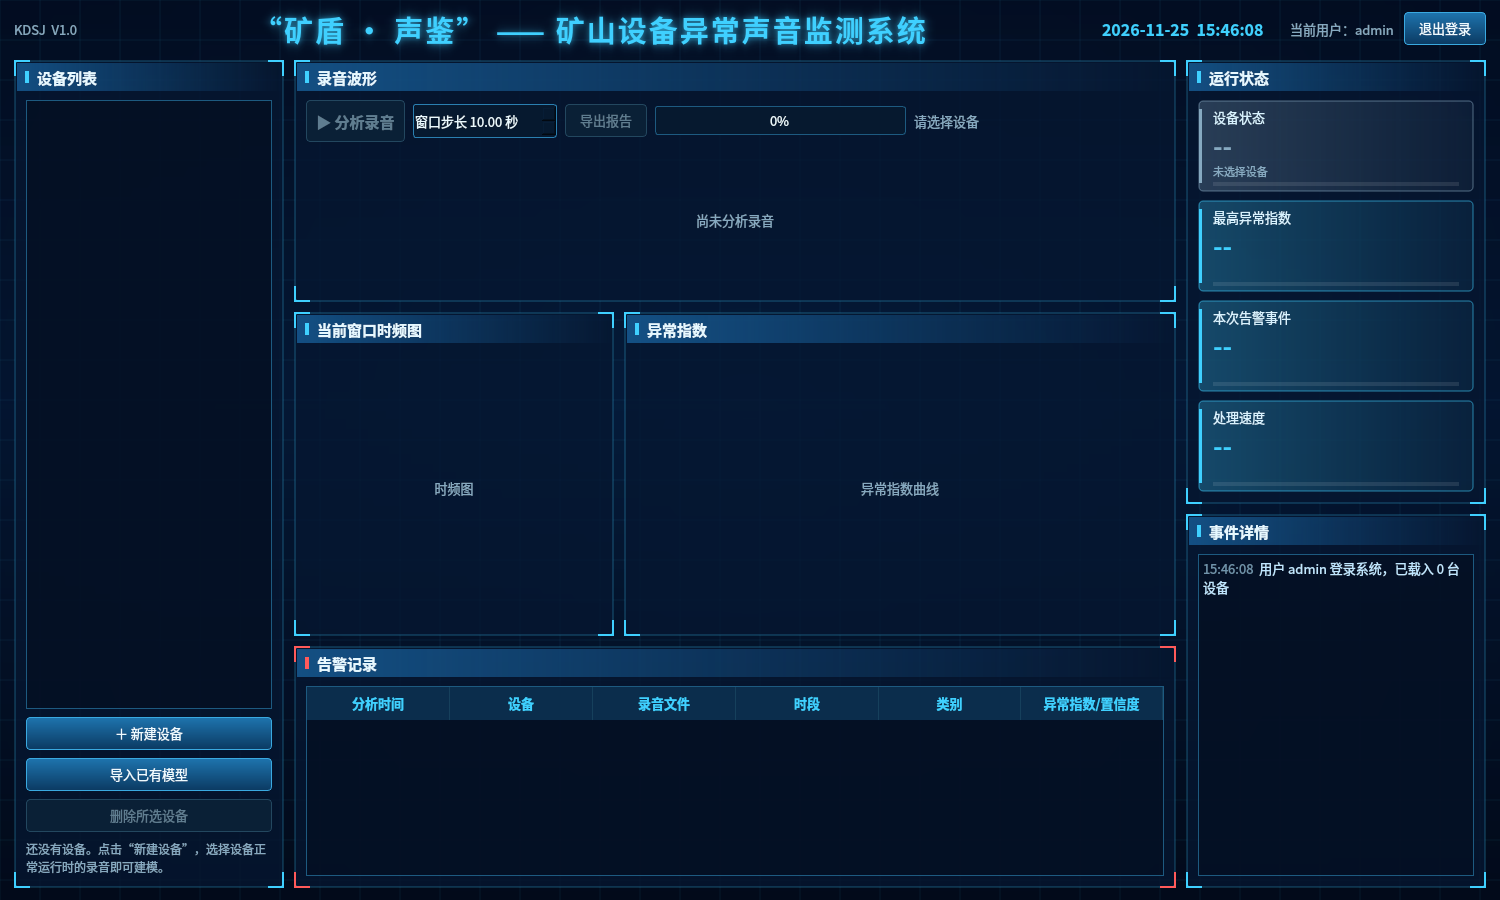 KDSJ V1.0
“矿盾 · 声鉴” —— 矿山设备异常声音监测系统
2026-11-25 15:46:08
当前用户：admin
退出登录
设备列表
＋ 新建设备
导入已有模型
删除所选设备
还没有设备。点击“新建设备”，选择设备正
常运行时的录音即可建模。
录音波形
▶ 分析录音
窗口步长 10.00 秒
导出报告
0%
请选择设备
尚未分析录音
当前窗口时频图
时频图
异常指数
异常指数曲线
告警记录
分析时间 设备 录音文件 时段 类别 异常指数/置信度
运行状态
设备状态
--
未选择设备
最高异常指数
--
本次告警事件
--
处理速度
--
事件详情
15:46:08 用户 admin 登录系统，已载入 0 台
设备